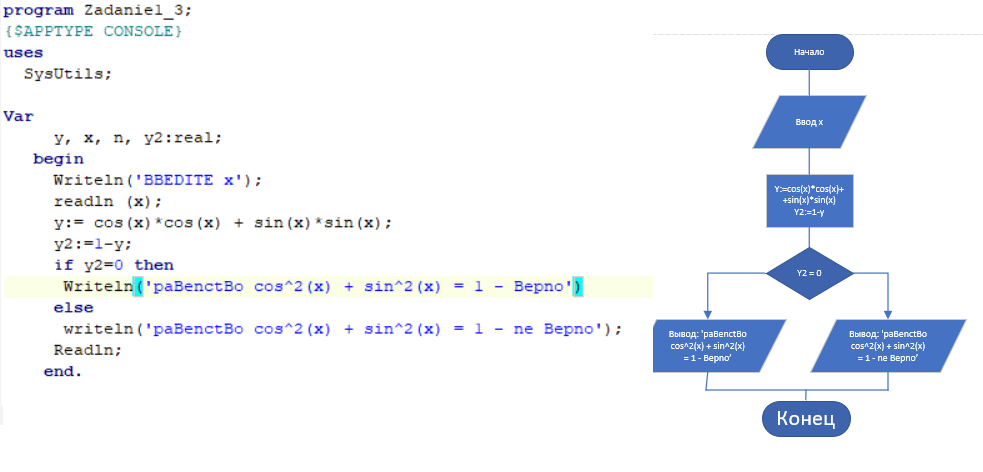 program Zadanie1_3;
{$APPTYPE CONSOLE}
uses
SysUtils;
Var
y, x, n, y2:real;
begin
Writeln('BBEDITE x');
readln (x);
y:= cos(x)*cos(x) + sin(x)*sin(x);
y2:=1-y;
if y2=0 then
Writeln('paBenctBo cos^2(x) + sin^2(x) = 1 - Bepno')
else
writeln('paBenctBo cos^2(x) + sin^2(x) = 1 - ne Bepno');
Readln;
end.
Начало
Ввод x
Y:=cos(x)*cos(x)+
+sin(x)*sin(x)
Y2:=1-y
Y2 = 0
Вывод: 'paBenctBo
cos^2(x) + sin^2(x)
= 1 - Bepno'
Вывод: 'paBenctBo
cos^2(x) + sin^2(x)
= 1 - ne Bepno'
Конец